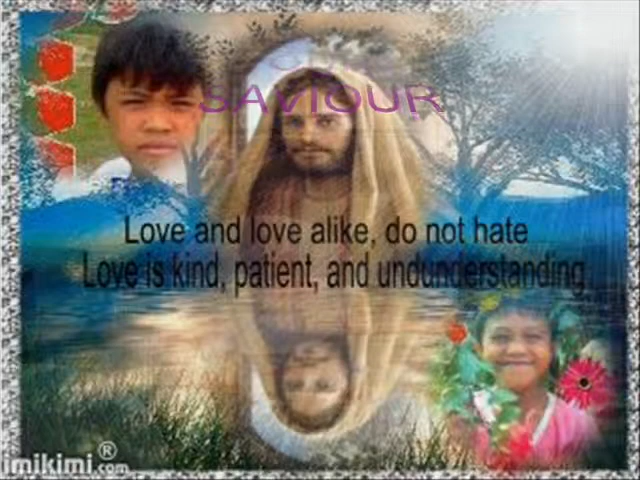 SAVIOUR
Love and love alike, do not hate
Love is kind, patient, and undunderstanding
imikimi®.com